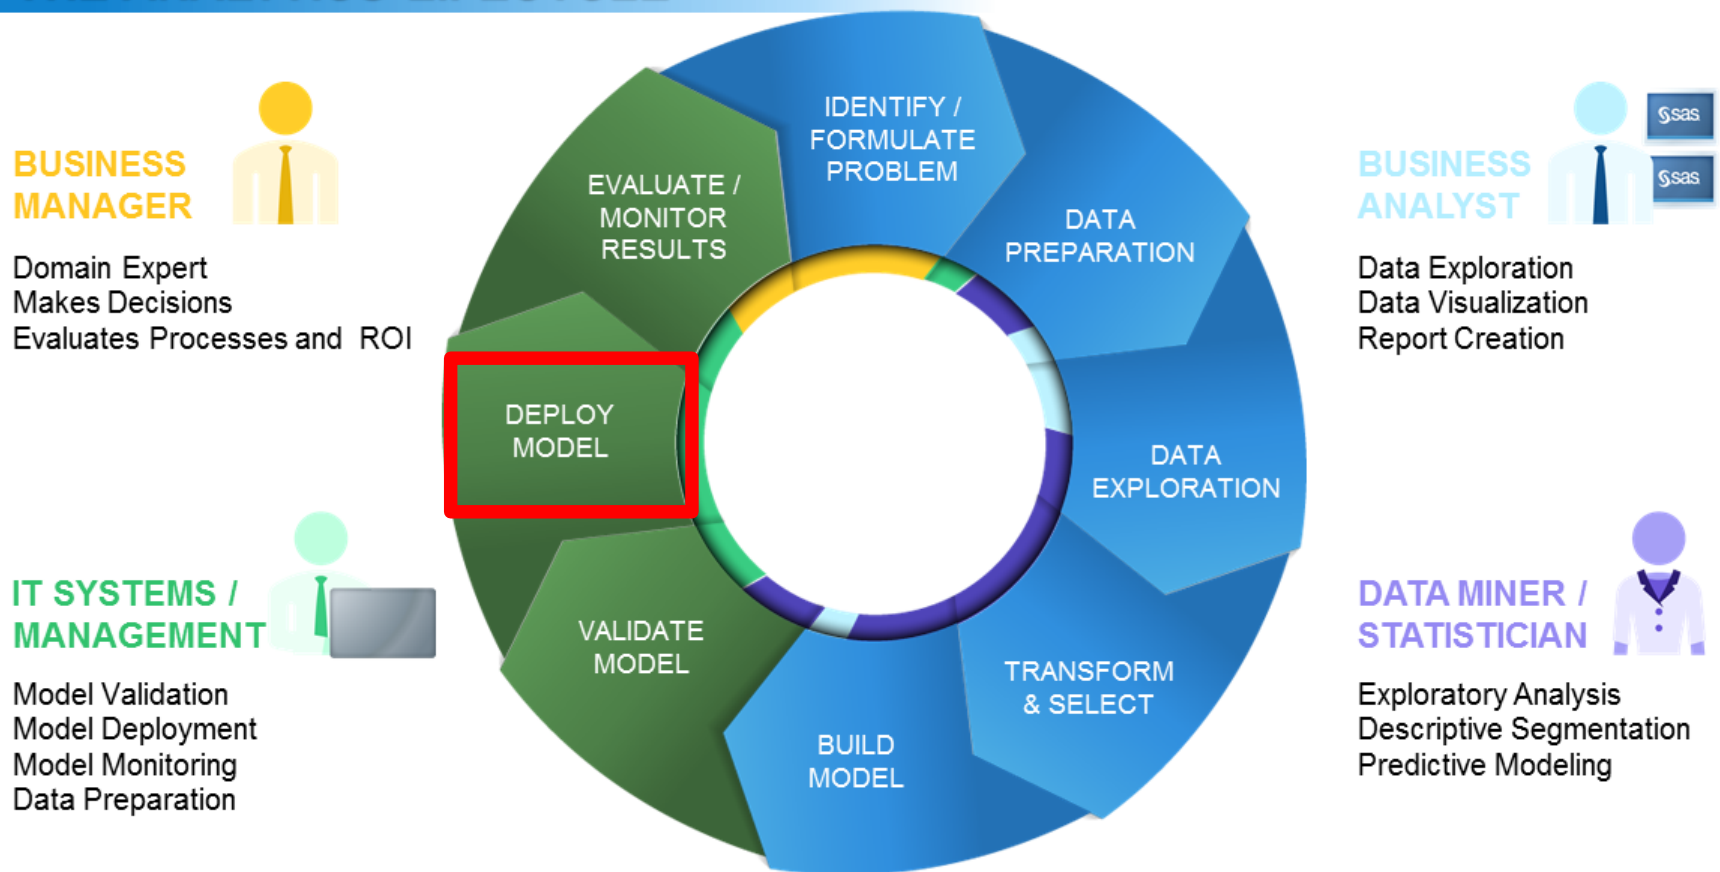 IDENTIFY /
FORMULATE
PROBLEM
DATA
PREPARATION
DATA
EXPLORATION
TRANSFORM
& SELECT
BUILD
MODEL
VALIDATE
MODEL
DEPLOY
MODEL
EVALUATE /
MONITOR
RESULTS
BUSINESS
MANAGER
Domain Expert
Makes Decisions
Evaluates Processes and ROI
IT SYSTEMS /
MANAGEMENT
Model Validation
Model Deployment
Model Monitoring
Data Preparation
BUSINESS
ANALYST
sas
sas
Data Exploration
Data Visualization
Report Creation
DATA MINER /
STATISTICIAN
Exploratory Analysis
Descriptive Segmentation
Predictive Modeling